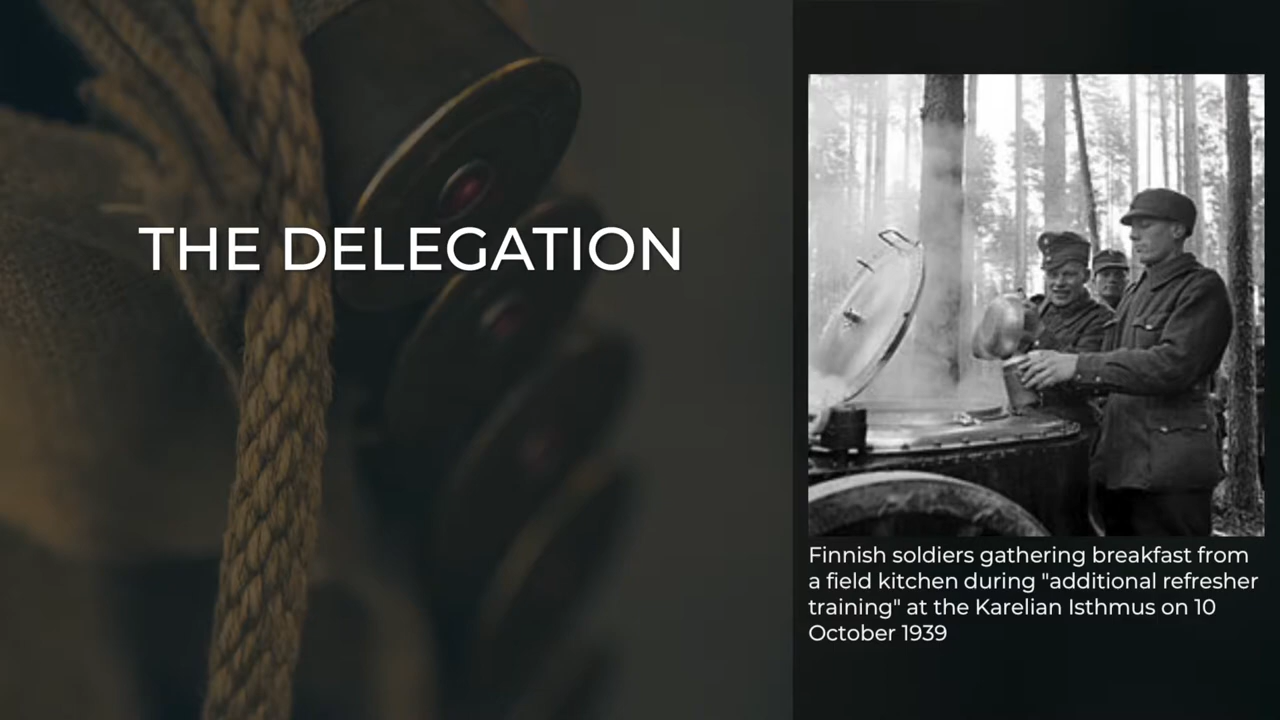 THE DELEGATION
Finnish soldiers gathering breakfast from
a field kitchen during "additional refresher
training" at the Karelian Isthmus on 10
October 1939